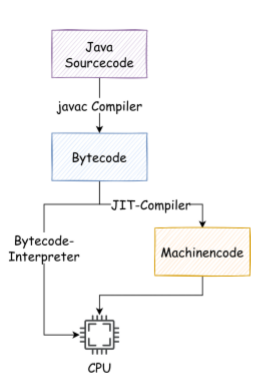 Java
Sourcecode
javac Compiler
Bytecode
JIT-Compiler
Bytecode-
Interpreter
Machinencode
CPU